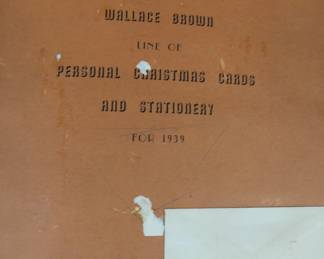 WALLACE BROWN
LINE OF
PERSONAL CHRISTMAS CARDS
AND STATIONERY
FOR 1939